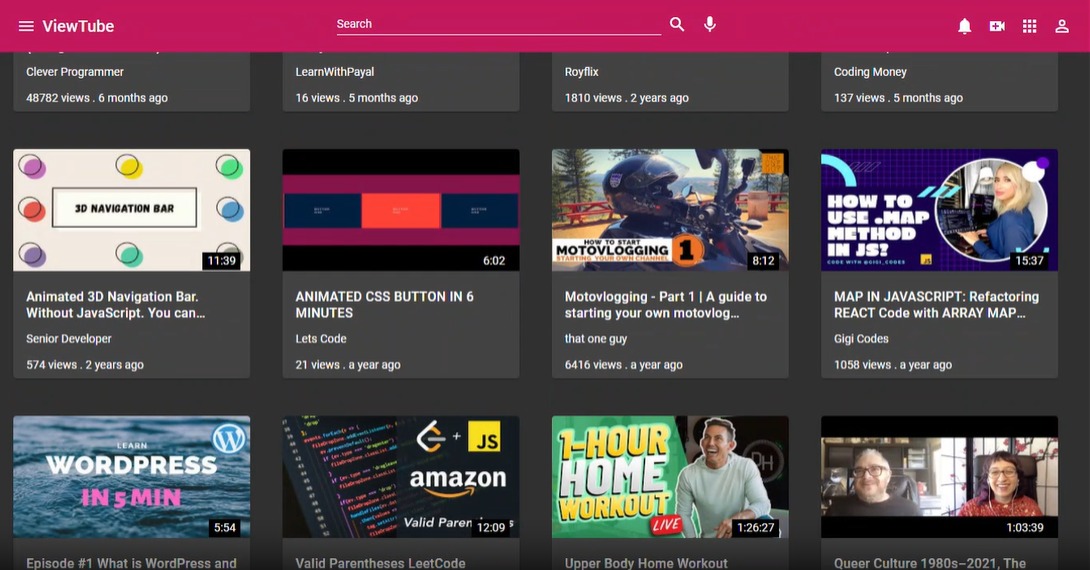 ViewTube
Search
Clever Programmer
LearnWithPayal
Royflix
Coding Money
48782 views . 6 months ago
16 views . 5 months ago
1810 views . 2 years ago
137 views . 5 months ago
3D NAVIGATION BAR
11:39
Animated 3D Navigation Bar.
Without JavaScript. You can...
Senior Developer
574 views . 2 years ago
6:02
ANIMATED CSS BUTTON IN 6
MINUTES
Lets Code
21 views . a year ago
HOW TO START
MOTOVLOGGING
STARTING YOUR OWN CHANNEL
1
8:12
Motovlogging - Part 1 | A guide to
starting your own motovlog...
that one guy
6416 views . a year ago
HOW TO
USE .MAP
METHOD
IN JS?
CODE WITH @GIGI_CODES
JS
15:37
MAP IN JAVASCRIPT: Refactoring
REACT Code with ARRAY MAP...
Gigi Codes
1058 views . a year ago
LEARN
WORDPRESS
IN 5 MIN
5:54
Episode #1 What is WordPress and
+ JS
amazon
Valid Paren
12:09
Valid Parentheses LeetCode
1-HOUR
HOME
WORKOUT
LIVE
1:26:27
Upper Body Home Workout
1:03:39
Queer Culture 1980s–2021, The